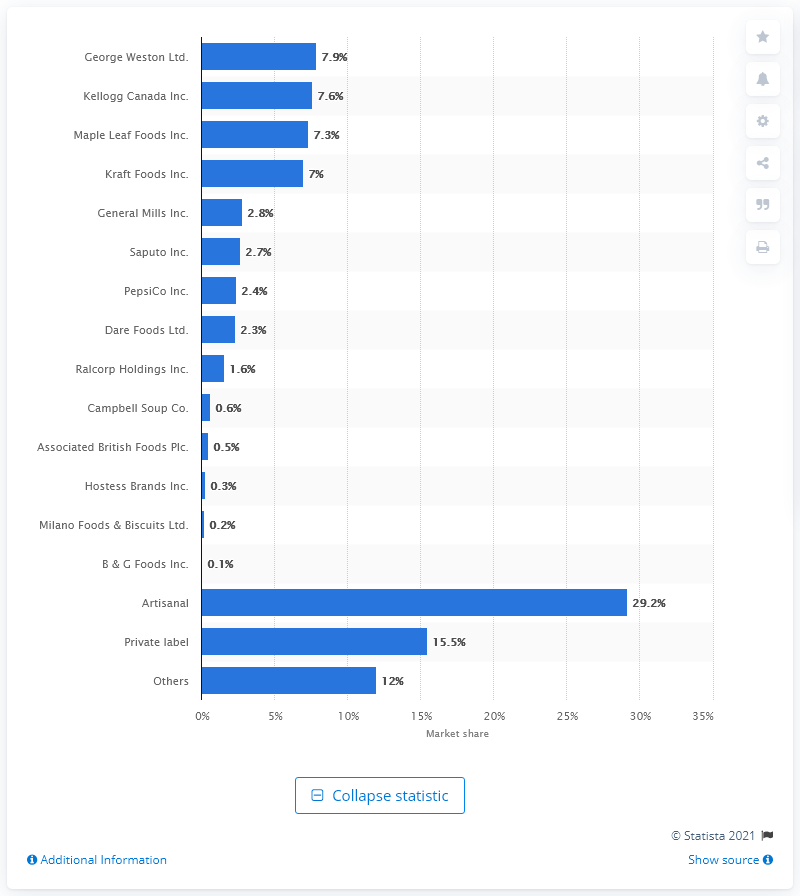 George Weston Ltd. 7.9%
Kellogg Canada Inc. 7.6%
Maple Leaf Foods Inc. 7.3%
Kraft Foods Inc. 7%
General Mills Inc. 2.8%
Saputo Inc. 2.7%
PepsiCo Inc. 2.4%
Dare Foods Ltd. 2.3%
Ralcorp Holdings Inc. 1.6%
Campbell Soup Co. 0.6%
Associated British Foods Plc. 0.5%
Hostess Brands Inc. 0.3%
Milano Foods & Biscuits Ltd. 0.2%
B & G Foods Inc. 0.1%
Artisanal 29.2%
Private label 15.5%
Others 12%
0% 5% 10% 15% 20% 25% 30% 35%
Market share
Collapse statistic
© Statista 2021
Additional Information Show source